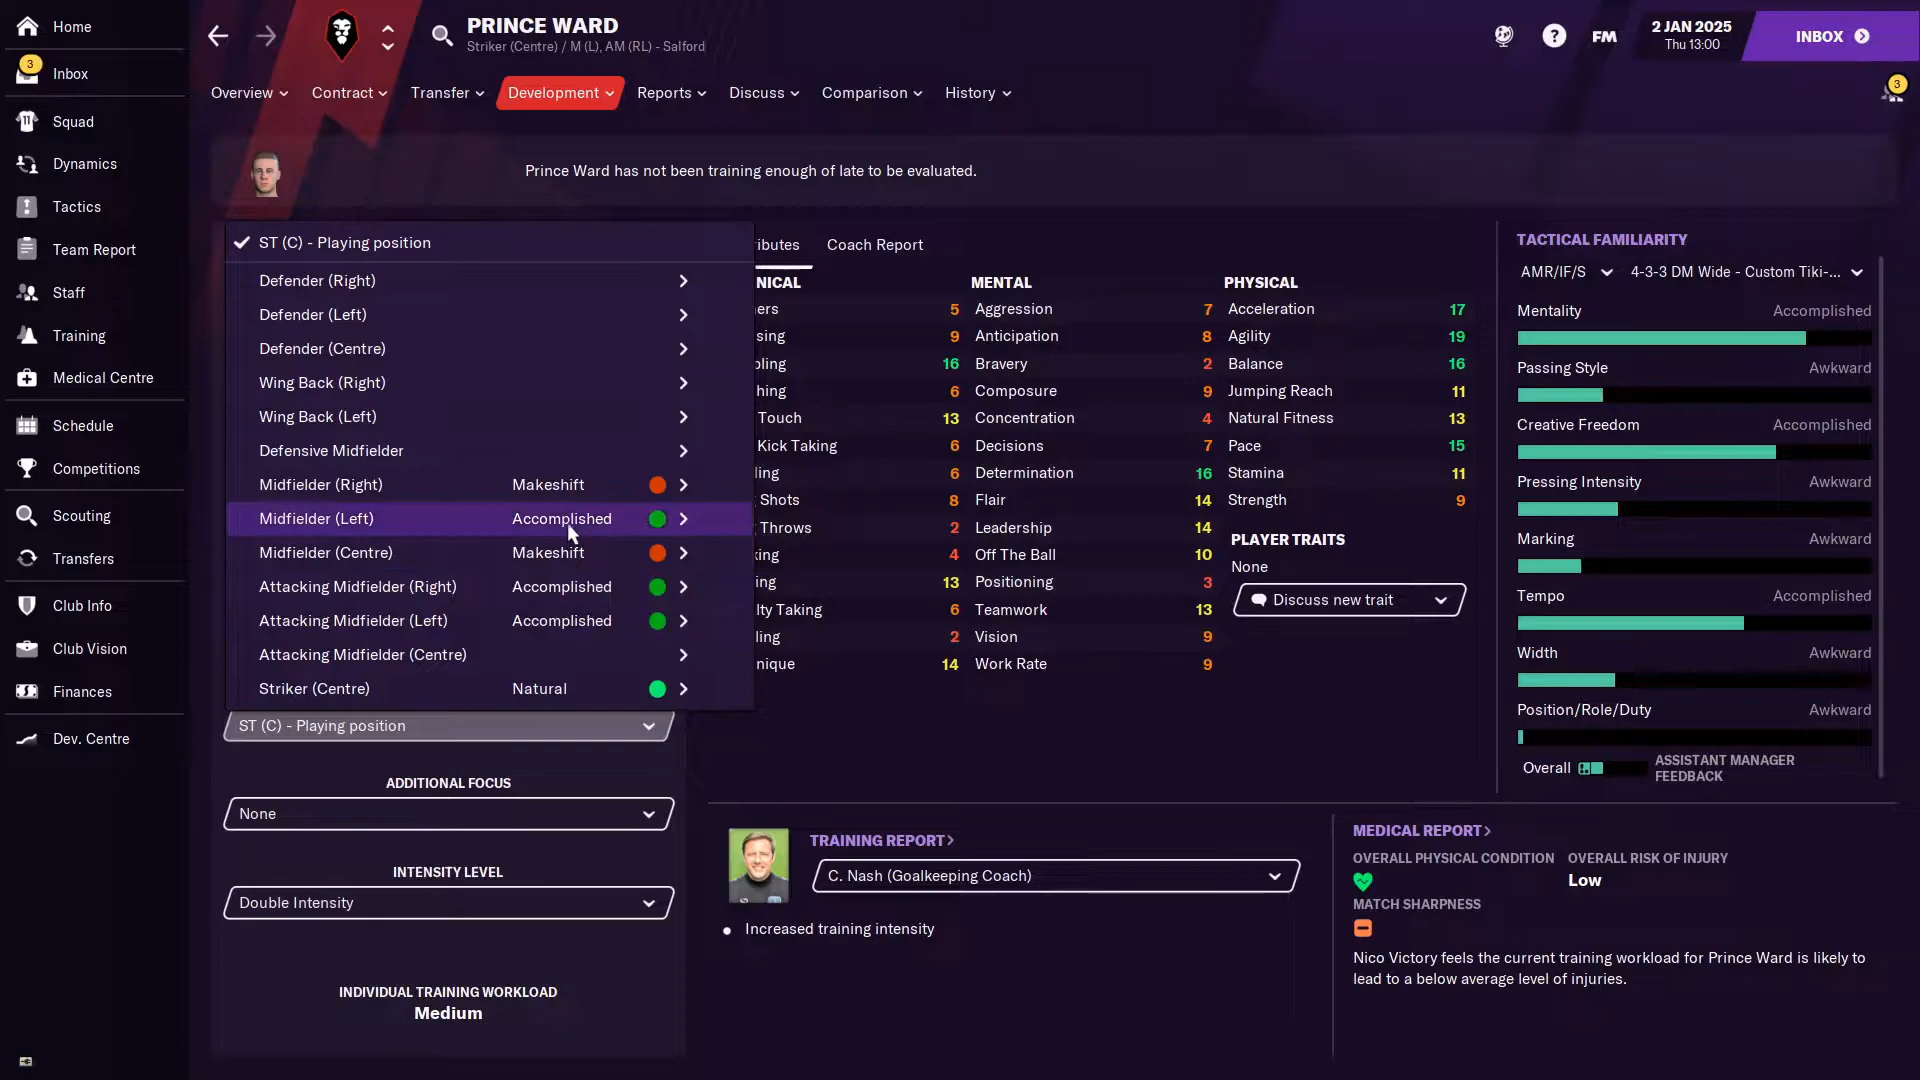 Home
3
Inbox
Squad
Dynamics
Tactics
Team Report
Staff
Training
Medical Centre
Schedule
Competitions
Scouting
Transfers
Club Info
Club Vision
Finances
Dev. Centre
PRINCE WARD
Striker (Centre) / M (L), AM (RL) - Salford
?
FM
2 JAN 2025
Thu 13:00
INBOX
3
Overview
Contract
Transfer
Development
Reports
Discuss
Comparison
History
Prince Ward has not been training enough of late to be evaluated.
ST (C) - Playing position
Defender (Right)
Defender (Left)
Defender (Centre)
Wing Back (Right)
Wing Back (Left)
Defensive Midfielder
Midfielder (Right) Makeshift
Midfielder (Left) Accomplished
Midfielder (Centre) Makeshift
Attacking Midfielder (Right) Accomplished
Attacking Midfielder (Left) Accomplished
Attacking Midfielder (Centre)
Striker (Centre) Natural
ST (C) - Playing position
ADDITIONAL FOCUS
None
INTENSITY LEVEL
Double Intensity
INDIVIDUAL TRAINING WORKLOAD
Medium
ibutes
Coach Report
NICAL
ers 5
sing 9
bling 16
hing 6
Touch 13
Kick Taking 6
ling 6
Shots 8
Throws 2
king 4
ing 13
lty Taking 6
ling 2
nique 14
MENTAL
Aggression 7
Anticipation 8
Bravery 2
Composure 9
Concentration 4
Decisions 7
Determination 16
Flair 14
Leadership 14
Off The Ball 10
Positioning 3
Teamwork 13
Vision 9
Work Rate 9
PHYSICAL
Acceleration 17
Agility 19
Balance 16
Jumping Reach 11
Natural Fitness 13
Pace 15
Stamina 11
Strength 9
PLAYER TRAITS
None
Discuss new trait
TACTICAL FAMILIARITY
AMR/IF/S
4-3-3 DM Wide - Custom Tiki-...
Mentality Accomplished
Passing Style Awkward
Creative Freedom Accomplished
Pressing Intensity Awkward
Marking Awkward
Tempo Accomplished
Width Awkward
Position/Role/Duty Awkward
Overall
ASSISTANT MANAGER
FEEDBACK
TRAINING REPORT
C. Nash (Goalkeeping Coach)
Increased training intensity
MEDICAL REPORT
OVERALL PHYSICAL CONDITION
OVERALL RISK OF INJURY
Low
MATCH SHARPNESS
Nico Victory feels the current training workload for Prince Ward is likely to
lead to a below average level of injuries.